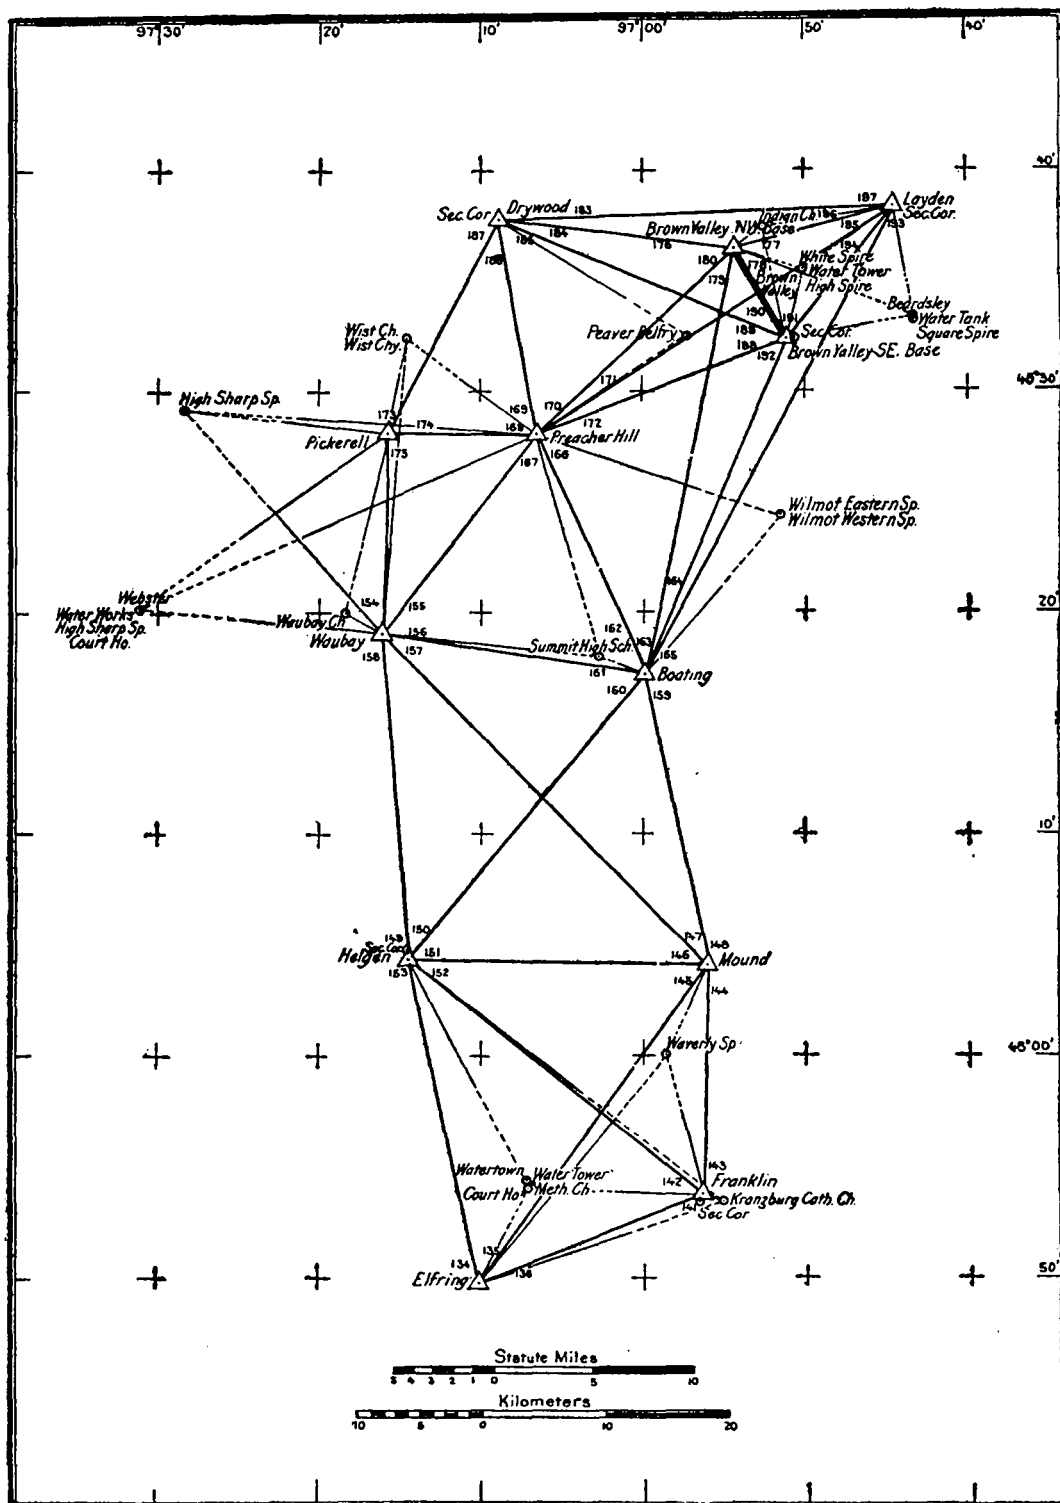 97°30' 20' 10' 97°00' 50' 40'
40'
Sec. Cor. Drywood 183
187 184
185
186
197 Layden
Sec. Cor.
Indian Ch. 196 195 193
194
Brown Valley NW. Base
176 177
180 178
179
White Spire
Water Tower
High Spire
Brown
Valley
190 191
189
188
192
Sec. Cor.
Brown Valley SE. Base
Beardsley
Water Tank
Square Spire
Wist Ch.
Wist Chy.
Peaver Belfry
45°30'
High Sharp Sp.
173 174
Pickerell
173
169 170 171
168 172
Preacher Hill
167 166
Wilmot Eastern Sp.
Wilmot Western Sp.
Webster
Water Works
High Sharp Sp.
Court Ho.
20'
154 155
Waubay Ch.
Waubay
156
158 157
164
162 163
165
Summit High Sch.
161
160 159
Boating
10'
149 150
Sec. Cor.
Helgen
151
153 152
147 148
146
145 144
Mound
Waverly Sp.
45°00'
Watertown
Water Tower
Court Ho.
Meth. Ch.
143
142
141
Franklin
Kranzburg Cath. Ch.
Sec Cor
134 135
136
Elfring
50'
Statute Miles
5 4 3 2 1 0 5 10
Kilometers
10 5 0 10 20